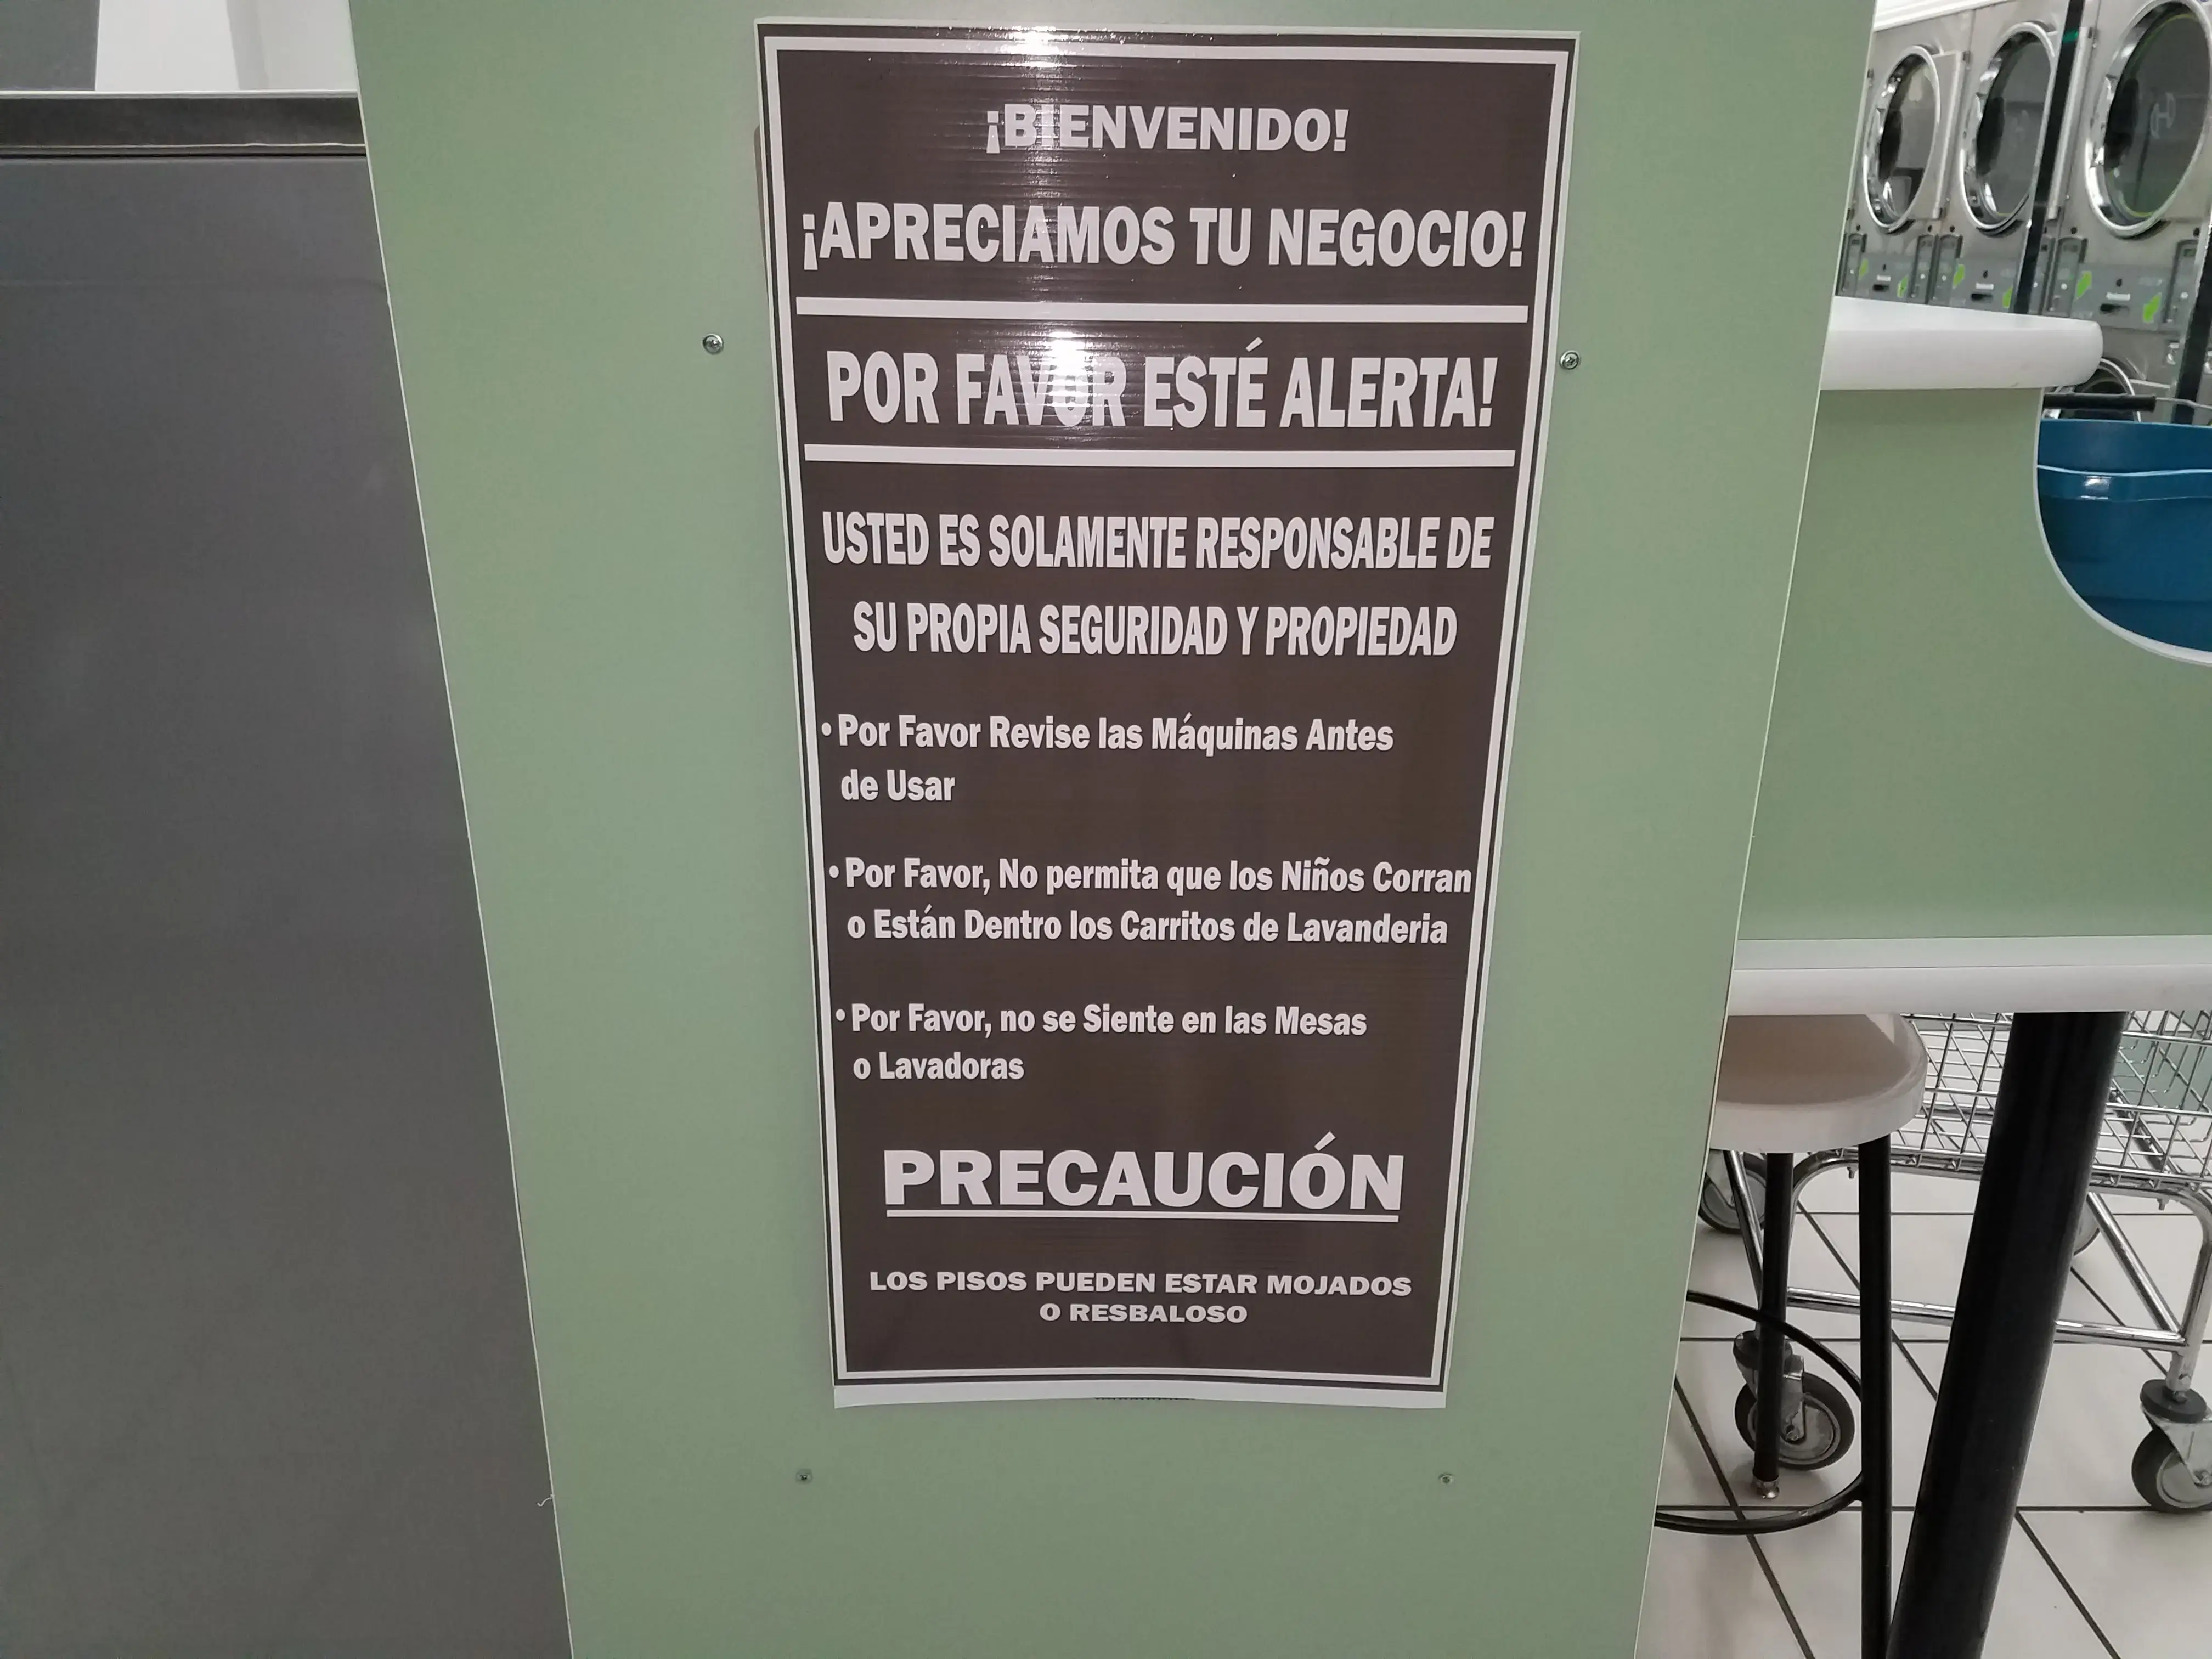 ¡BIENVENIDO!
¡APRECIAMOS TU NEGOCIO!
POR FAVOR ESTÉ ALERTA!
USTED ES SOLAMENTE RESPONSABLE DE
SU PROPIA SEGURIDAD Y PROPIEDAD
• Por Favor Revise las Máquinas Antes
de Usar
• Por Favor, No permita que los Niños Corran
o Están Dentro los Carritos de Lavanderia
• Por Favor, no se Siente en las Mesas
o Lavadoras
PRECAUCIÓN
LOS PISOS PUEDEN ESTAR MOJADOS
O RESBALOSO